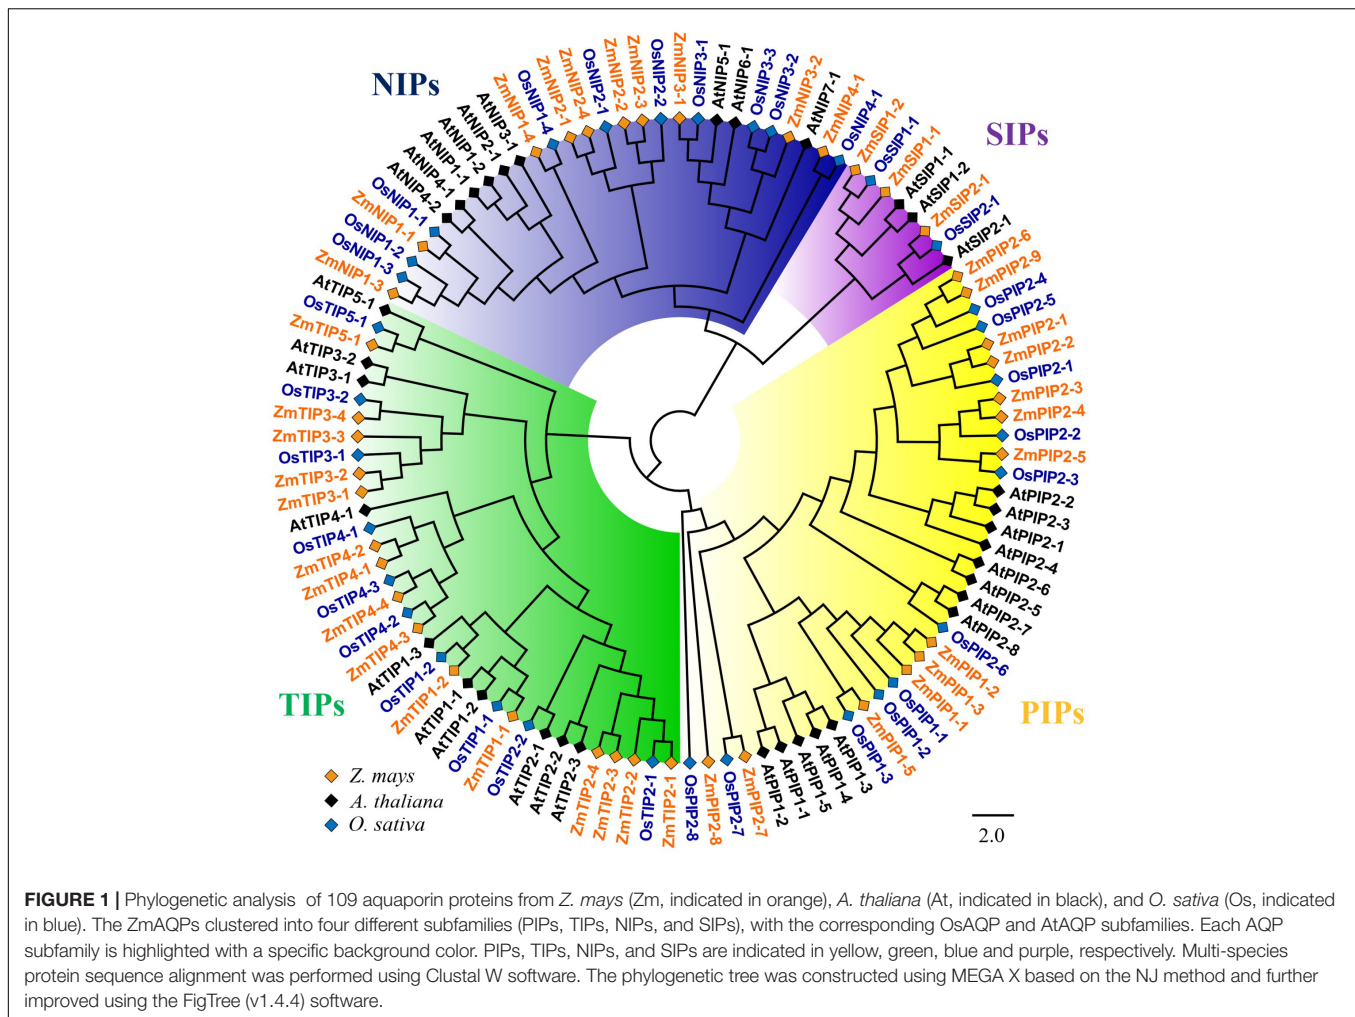 NIPs
SIPs
TIPs
PIPs
ZmNIP1-3
OsNIP1-3
OsNIP1-2
ZmNIP1-1
OsNIP1-1
AtNIP4-2
AtNIP4-1
AtNIP1-1
AtNIP1-2
AtNIP2-1
AtNIP3-1
ZmNIP1-4
OsNIP1-4
ZmNIP2-1
ZmNIP2-4
OsNIP2-1
ZmNIP2-2
ZmNIP2-3
OsNIP2-2
ZmNIP3-1
OsNIP3-1
AtNIP5-1
AtNIP6-1
OsNIP3-3
OsNIP3-2
ZmNIP3-2
AtNIP7-1
ZmNIP4-1
OsNIP4-1
ZmSIP1-2
OsSIP1-1
ZmSIP1-1
AtSIP1-1
AtSIP1-2
ZmSIP2-1
OsSIP2-1
AtSIP2-1
ZmPIP2-6
ZmPIP2-9
OsPIP2-4
OsPIP2-5
ZmPIP2-1
ZmPIP2-2
OsPIP2-1
ZmPIP2-3
ZmPIP2-4
OsPIP2-2
ZmPIP2-5
OsPIP2-3
AtPIP2-2
AtPIP2-3
AtPIP2-1
AtPIP2-4
AtPIP2-6
AtPIP2-5
AtPIP2-7
AtPIP2-8
OsPIP2-6
ZmPIP1-2
ZmPIP1-3
ZmPIP1-1
OsPIP1-1
OsPIP1-2
ZmPIP1-5
OsPIP1-3
AtPIP1-3
AtPIP1-4
AtPIP1-5
AtPIP1-1
AtPIP1-2
ZmPIP2-7
OsPIP2-7
ZmPIP2-8
OsPIP2-8
ZmTIP2-1
OsTIP2-1
ZmTIP2-2
ZmTIP2-3
ZmTIP2-4
AtTIP2-3
AtTIP2-2
AtTIP2-1
OsTIP2-2
ZmTIP1-1
OsTIP1-1
AtTIP1-2
AtTIP1-1
ZmTIP1-2
OsTIP1-2
AtTIP1-3
ZmTIP4-3
OsTIP4-2
ZmTIP4-4
OsTIP4-3
ZmTIP4-1
ZmTIP4-2
OsTIP4-1
AtTIP4-1
ZmTIP3-1
ZmTIP3-2
OsTIP3-1
ZmTIP3-3
ZmTIP3-4
OsTIP3-2
AtTIP3-1
AtTIP3-2
ZmTIP5-1
OsTIP5-1
AtTIP5-1
Z. mays
A. thaliana
O. sativa
2.0
FIGURE 1 | Phylogenetic analysis of 109 aquaporin proteins from Z. mays (Zm, indicated in orange), A. thaliana (At, indicated in black), and O. sativa (Os, indicated
in blue). The ZmAQPs clustered into four different subfamilies (PIPs, TIPs, NIPs, and SIPs), with the corresponding OsAQP and AtAQP subfamilies. Each AQP
subfamily is highlighted with a specific background color. PIPs, TIPs, NIPs, and SIPs are indicated in yellow, green, blue and purple, respectively. Multi-species
protein sequence alignment was performed using Clustal W software. The phylogenetic tree was constructed using MEGA X based on the NJ method and further
improved using the FigTree (v1.4.4) software.